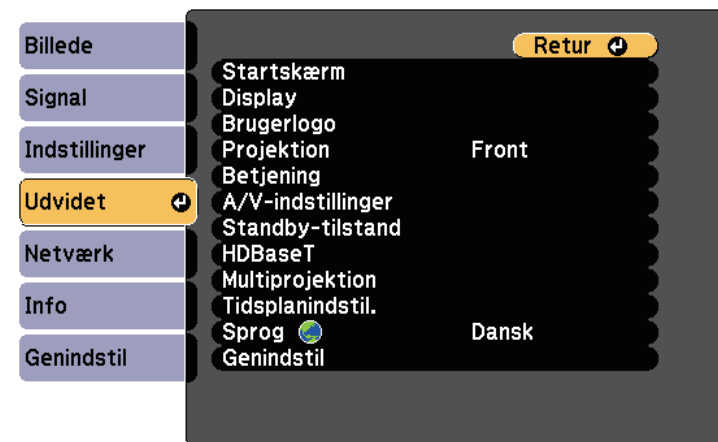 Billede
Signal
Indstillinger
Udvidet
Netværk
Info
Genindstil
Retur
Startskærm
Display
Brugerlogo
Projektion Front
Betjening
A/V-indstillinger
Standby-tilstand
HDBaseT
Multiprojektion
Tidsplanindstil.
Sprog Dansk
Genindstil